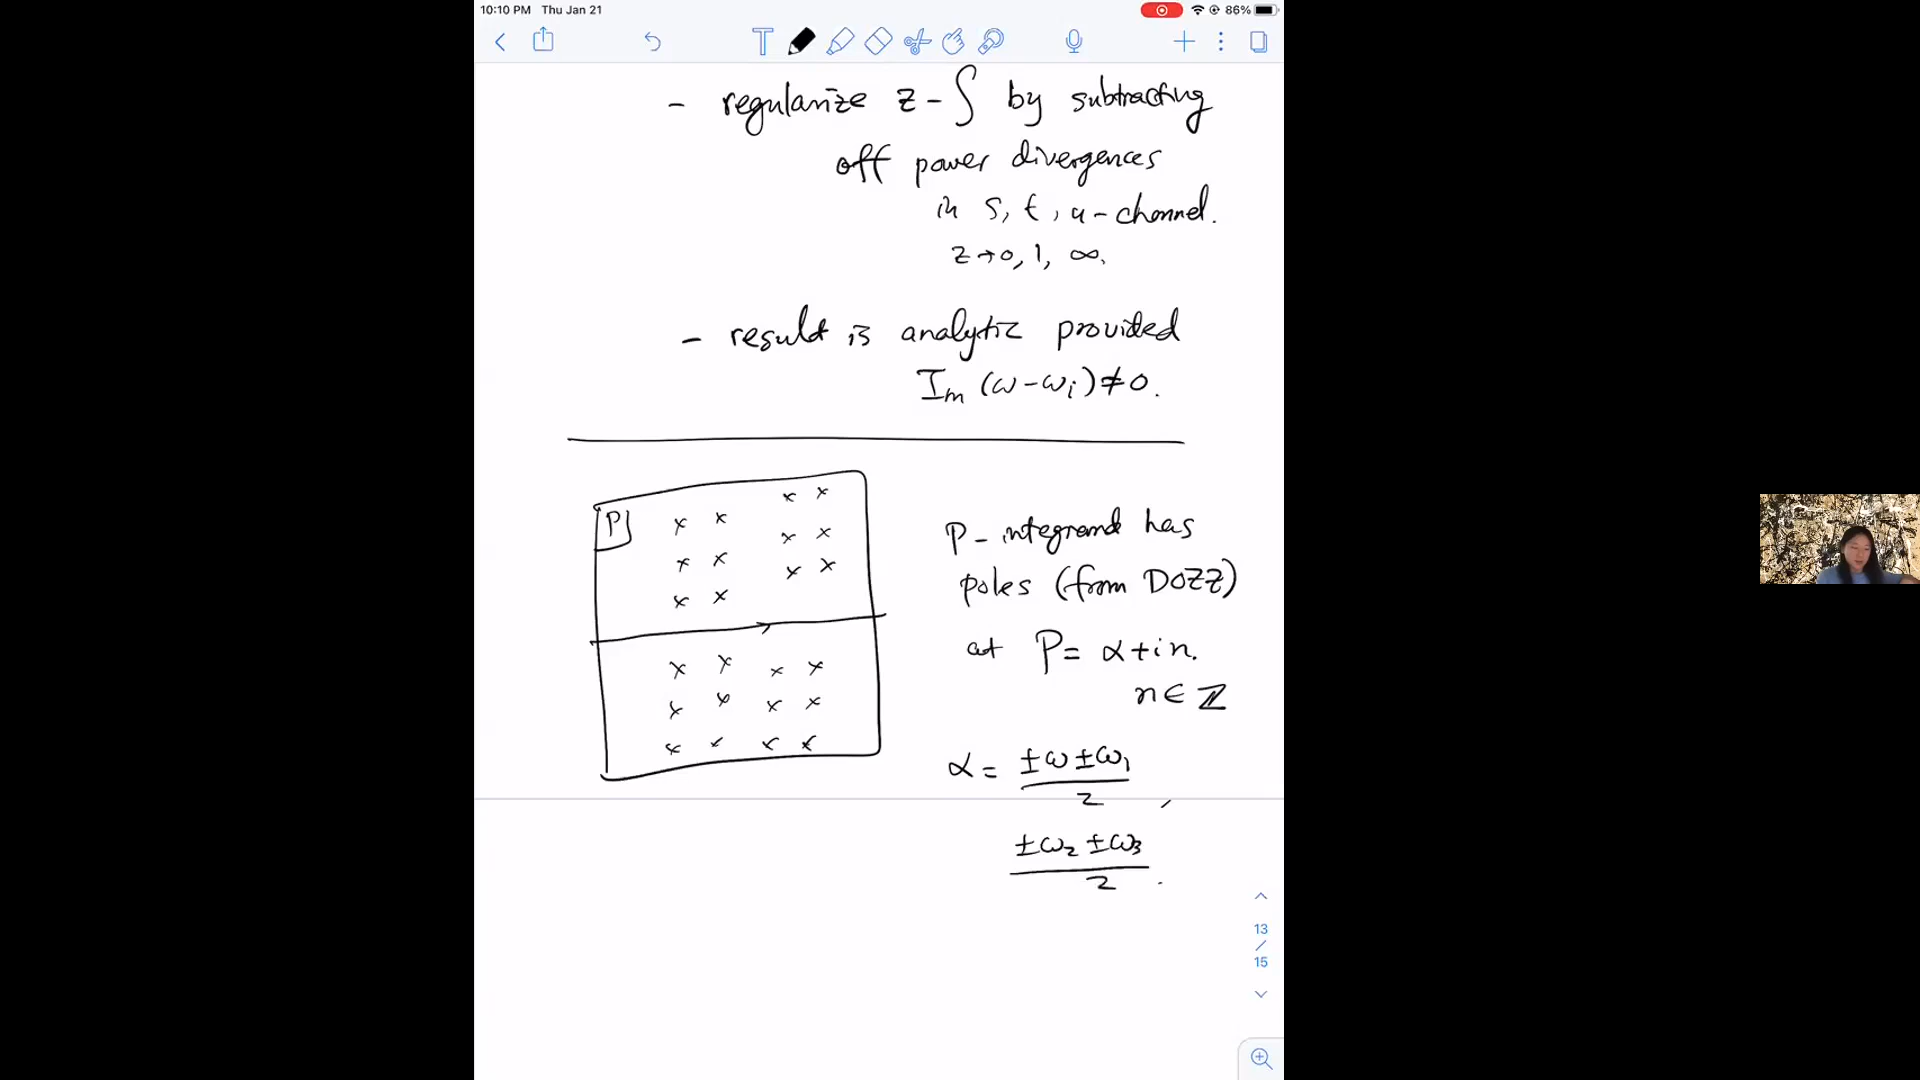 10:10 PM Thu Jan 21
86%
T
- regularize z-∫ by subtracting
off power divergences
in s, t, u-channel.
z→0, 1, ∞.
- result is analytic provided
Im (ω-ωi)≠0.
P
P-integrand has
poles (from DOZZ)
at P= α+in.
n∈ℤ
α= ±ω±ω₁
2 ,
±ω₂±ω₃
2 .
13
/
15